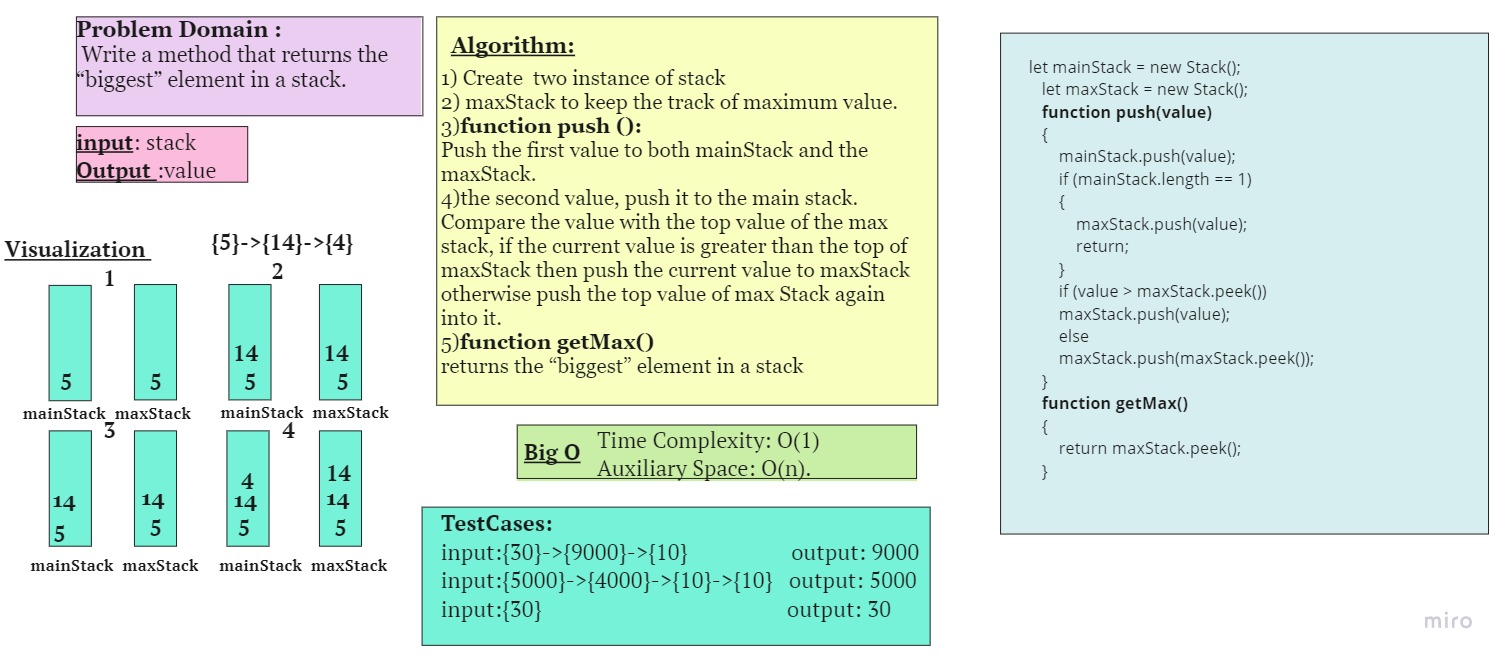 Problem Domain :
Write a method that returns the
“biggest” element in a stack.
input: stack
Output :value
Visualization
{5}->{14}->{4}
1
5
5
mainStack maxStack
2
14
5
14
5
mainStack maxStack
3
14
5
14
5
mainStack maxStack
4
4
14
5
14
14
5
mainStack maxStack
Algorithm:
1) Create two instance of stack
2) maxStack to keep the track of maximum value.
3)function push ():
Push the first value to both mainStack and the
maxStack.
4)the second value, push it to the main stack.
Compare the value with the top value of the max
stack, if the current value is greater than the top of
maxStack then push the current value to maxStack
otherwise push the top value of max Stack again
into it.
5)function getMax()
returns the “biggest” element in a stack
Big O
Time Complexity: O(1)
Auxiliary Space: O(n).
TestCases:
input:{30}->{9000}->{10} output: 9000
input:{5000}->{4000}->{10}->{10} output: 5000
input:{30} output: 30
let mainStack = new Stack();
let maxStack = new Stack();
function push(value)
{
mainStack.push(value);
if (mainStack.length == 1)
{
maxStack.push(value);
return;
}
if (value > maxStack.peek())
maxStack.push(value);
else
maxStack.push(maxStack.peek());
}
function getMax()
{
return maxStack.peek();
}
miro